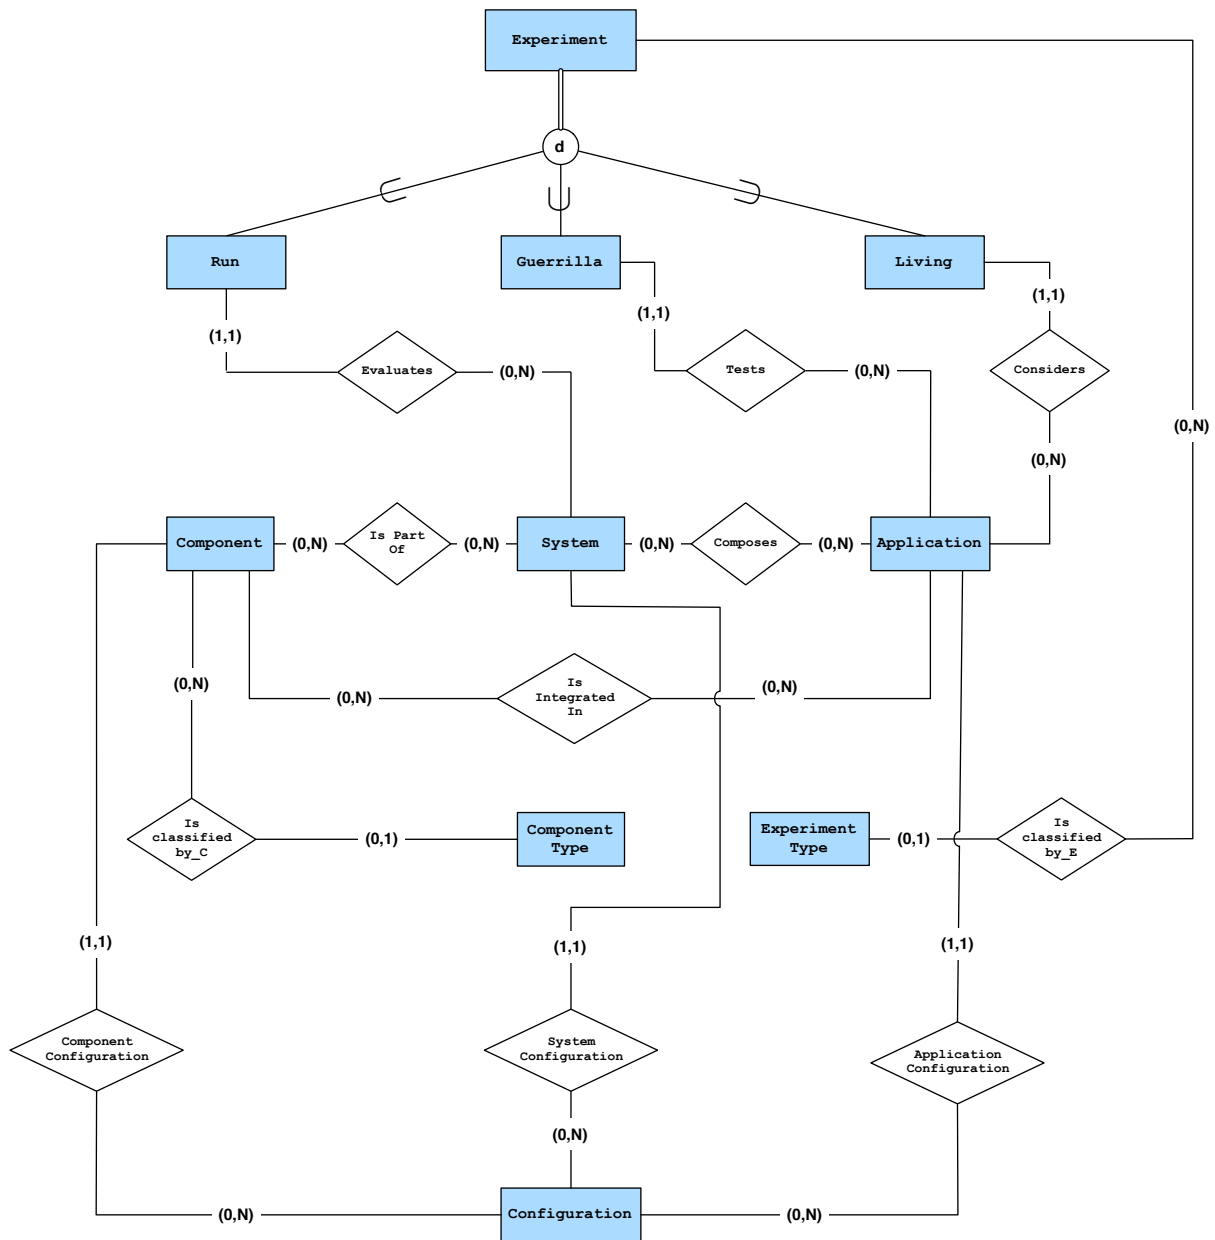 Experiment
d
Run
Guerrilla
Living
(1,1)
(1,1)
(1,1)
Evaluates
(0,N)
Tests
(0,N)
Considers
(0,N)
(0,N)
Component
(0,N)
Is Part
Of
(0,N)
System
(0,N)
Composes
(0,N)
Application
(0,N)
(0,N)
Is
Integrated
In
(0,N)
Is
classified
by_C
(0,1)
Component
Type
Experiment
Type
(0,1)
Is
classified
by_E
(1,1)
(1,1)
(1,1)
Component
Configuration
System
Configuration
Application
Configuration
(0,N)
(0,N)
Configuration
(0,N)